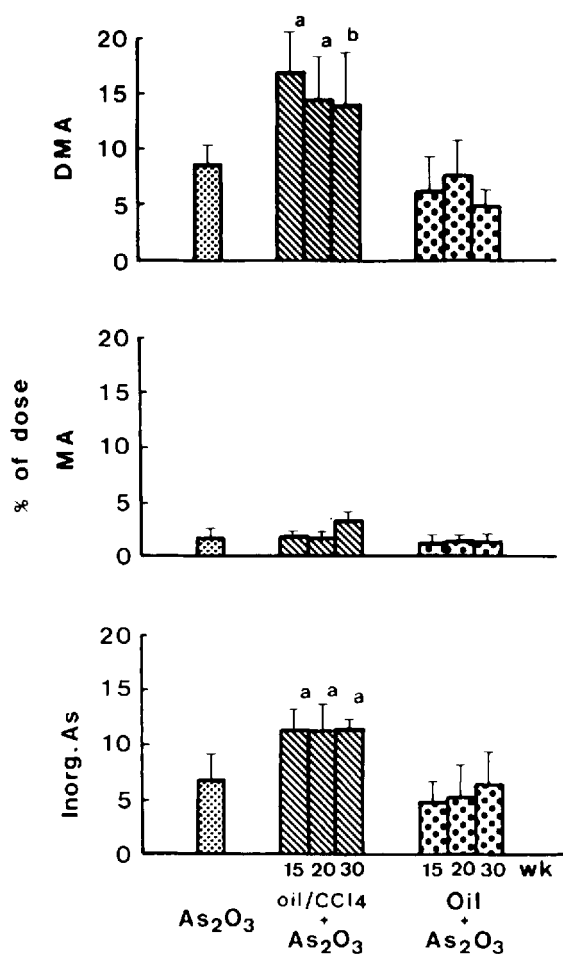 % of dose
DMA
20
15
10
5
0
a
a
b
MA
20
15
10
5
0
Inorg.As
20
15
10
5
0
a
a
a
15 20 30
15 20 30 wk
As₂O₃
oil/CCl4
+
As₂O₃
Oil
+
As₂O₃